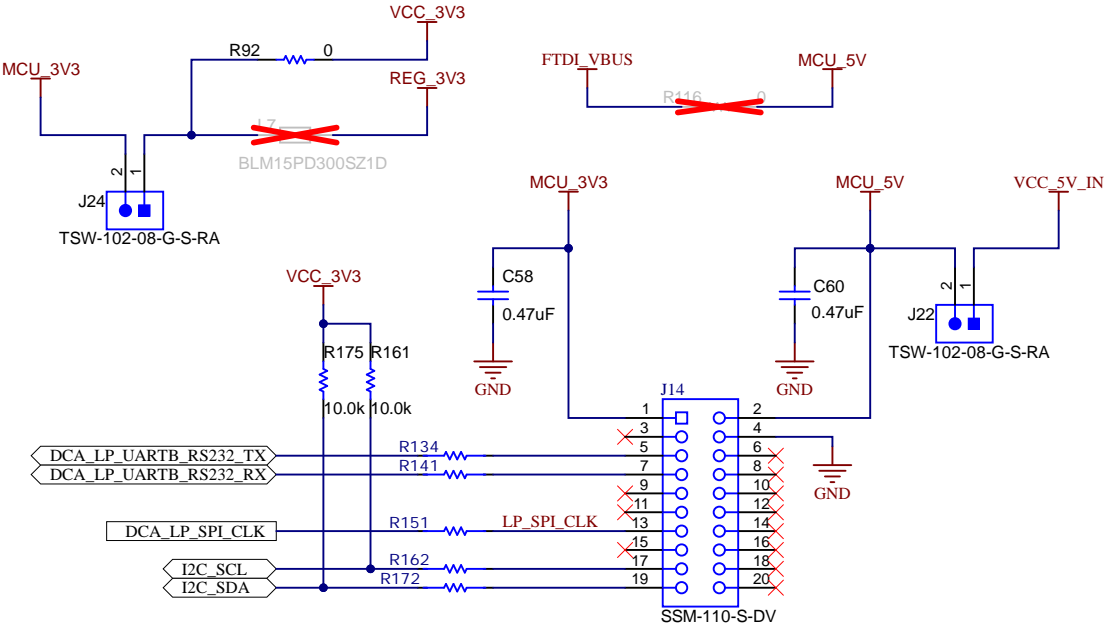 VCC_3V3
R92
0
FTDI_VBUS
MCU_5V
MCU_3V3
REG_3V3
R116
0
L7
BLM15PD300SZ1D
2
1
J24
TSW-102-08-G-S-RA
MCU_3V3
MCU_5V
VCC_5V_IN
VCC_3V3
C58
0.47uF
C60
0.47uF
2
1
J22
TSW-102-08-G-S-RA
R175
R161
10.0k
10.0k
GND
GND
J14
1
2
3
4
DCA_LP_UARTB_RS232_TX
R134
5
6
DCA_LP_UARTB_RS232_RX
R141
7
8
GND
9
10
11
12
DCA_LP_SPI_CLK
R151
LP_SPI_CLK
13
14
15
16
I2C_SCL
R162
17
18
I2C_SDA
R172
19
20
SSM-110-S-DV